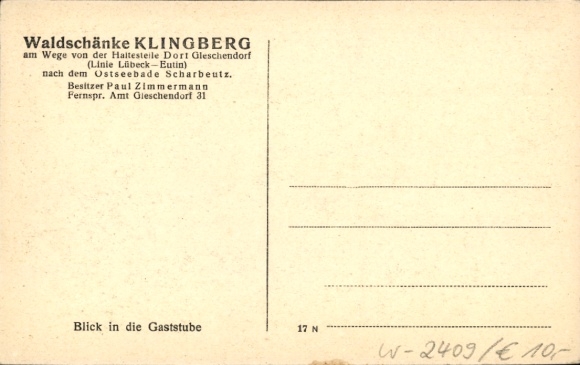 Waldschänke KLINGBERG
am Wege von der Haltestelle Dorf Gleschendorf
(Linie Lübeck—Eutin)
nach dem Ostseebade Scharbeutz.
Besitzer Paul Zimmermann
Fernspr. Amt Gleschendorf 31
Blick in die Gaststube
17 N
W-2409/€ 10,-